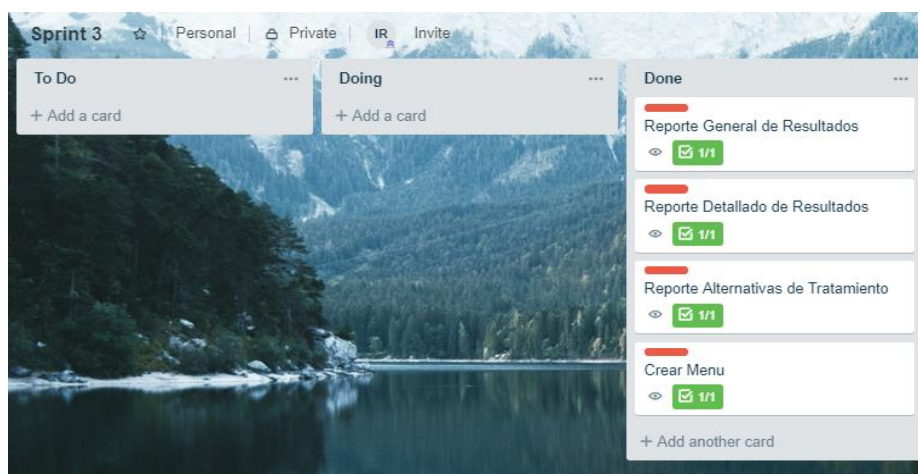 Sprint 3 Personal Private IR Invite
To Do ...
+ Add a card
Doing ...
+ Add a card
Done ...
Reporte General de Resultados
1/1
Reporte Detallado de Resultados
1/1
Reporte Alternativas de Tratamiento
1/1
Crear Menu
1/1
+ Add another card